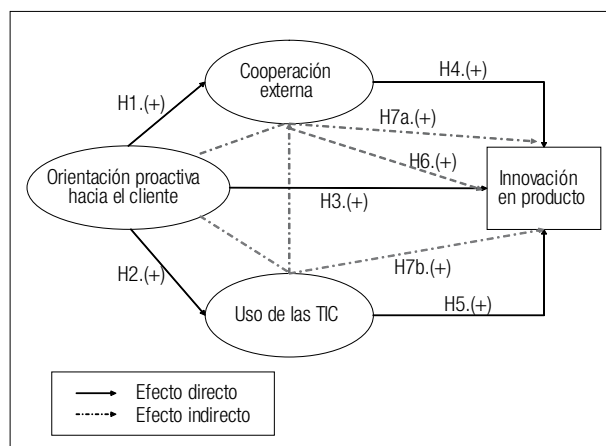 Cooperación
externa
H4.(+)
H1.(+)
H7a.(+)
H6.(+)
Orientación proactiva
hacia el cliente
H3.(+)
Innovación
en producto
H2.(+)
H7b.(+)
Uso de las TIC
H5.(+)
Efecto directo
Efecto indirecto